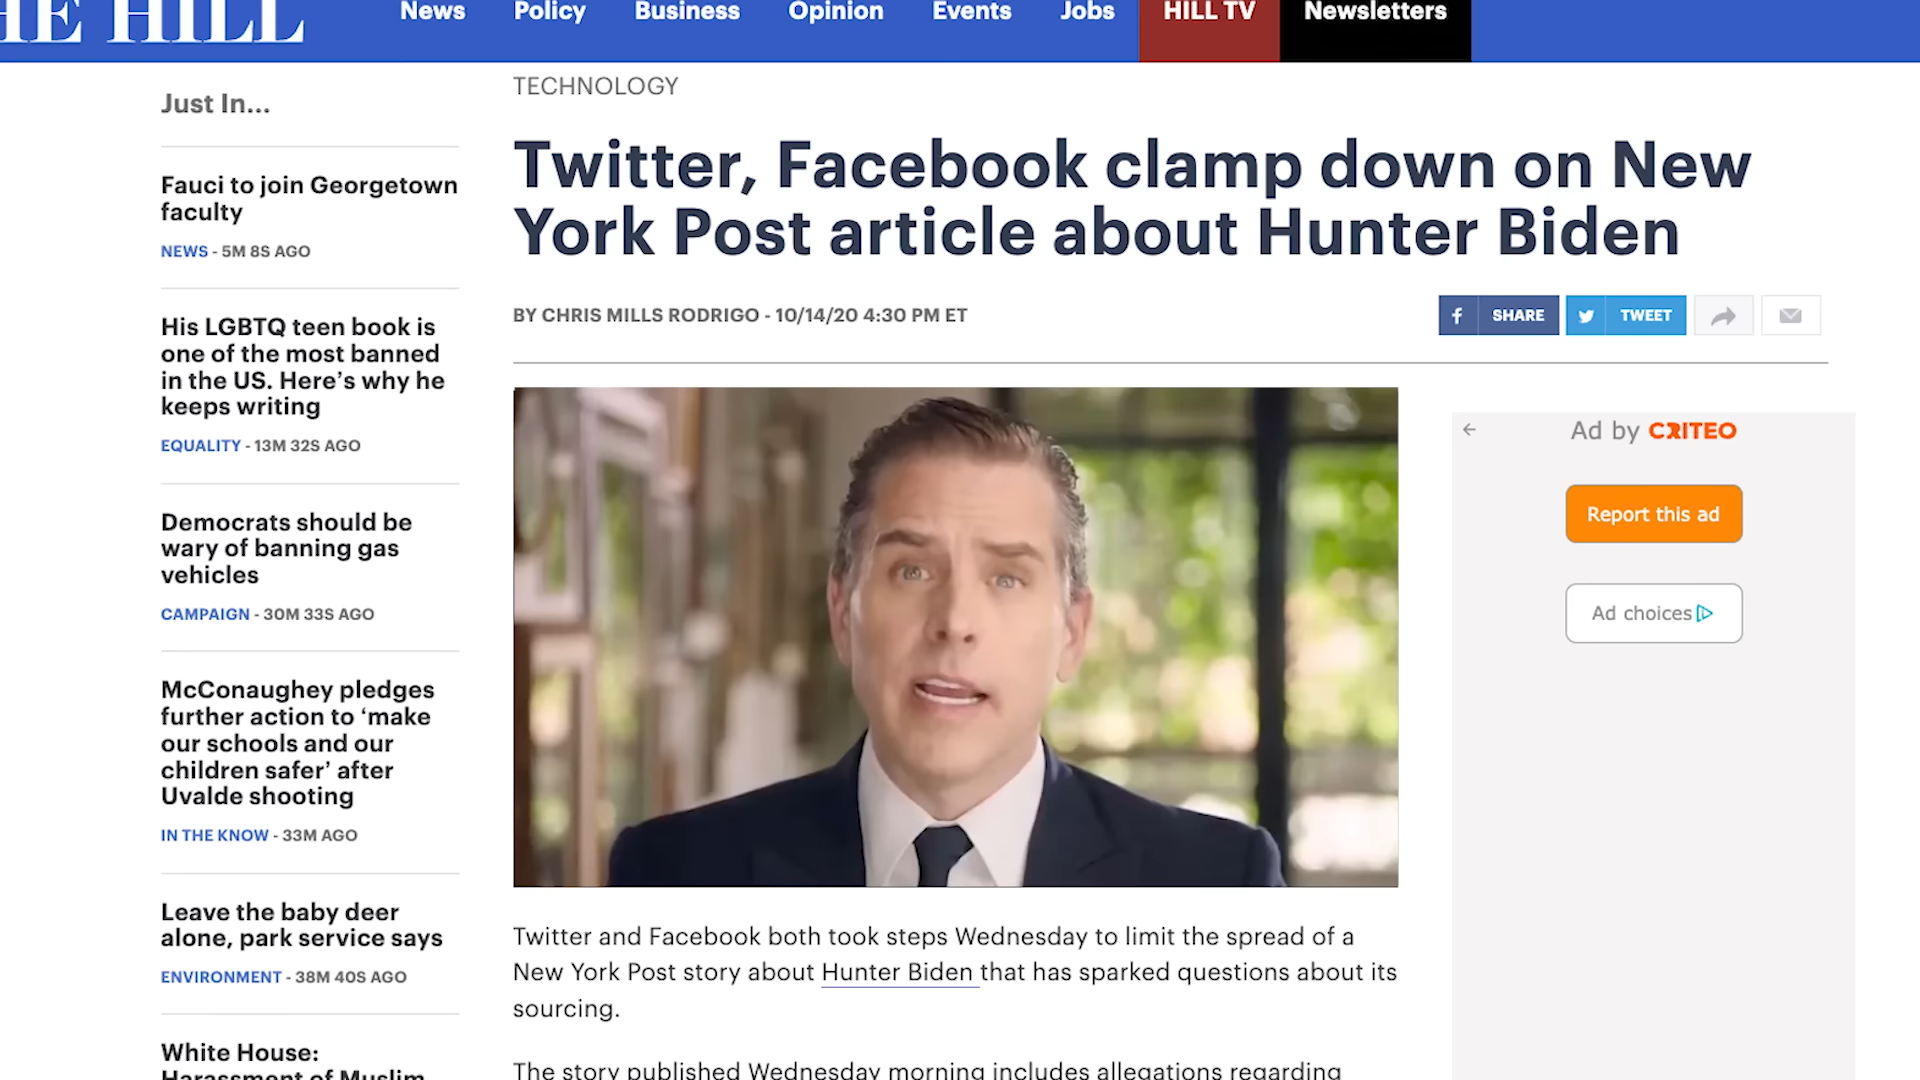 THE HILL
News Policy Business Opinion Events Jobs HILL TV Newsletters
Just In...
Fauci to join Georgetown
faculty
NEWS - 5M 8S AGO
His LGBTQ teen book is
one of the most banned
in the US. Here's why he
keeps writing
EQUALITY - 13M 32S AGO
Democrats should be
wary of banning gas
vehicles
CAMPAIGN - 30M 33S AGO
McConaughey pledges
further action to ‘make
our schools and our
children safer’ after
Uvalde shooting
IN THE KNOW - 33M AGO
Leave the baby deer
alone, park service says
ENVIRONMENT - 38M 40S AGO
White House:
Harassment of Muslim
TECHNOLOGY
Twitter, Facebook clamp down on New
York Post article about Hunter Biden
BY CHRIS MILLS RODRIGO - 10/14/20 4:30 PM ET
SHARE TWEET
Twitter and Facebook both took steps Wednesday to limit the spread of a
New York Post story about Hunter Biden that has sparked questions about its
sourcing.
The story published Wednesday morning includes allegations regarding
Ad by CRITEO
Report this ad
Ad choices